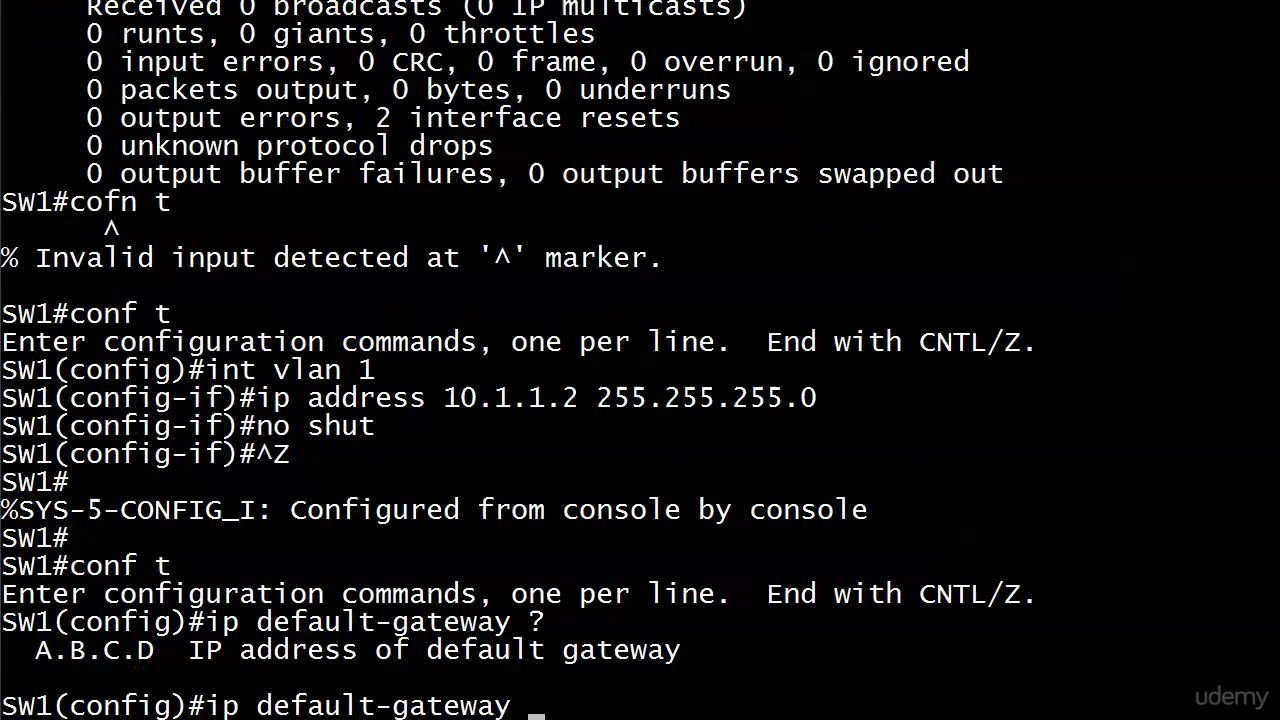 Received 0 broadcasts (0 IP multicasts)
0 runts, 0 giants, 0 throttles
0 input errors, 0 CRC, 0 frame, 0 overrun, 0 ignored
0 packets output, 0 bytes, 0 underruns
0 output errors, 2 interface resets
0 unknown protocol drops
0 output buffer failures, 0 output buffers swapped out
SW1#cofn t
^
% Invalid input detected at '^' marker.
SW1#conf t
Enter configuration commands, one per line.  End with CNTL/Z.
SW1(config)#int vlan 1
SW1(config-if)#ip address 10.1.1.2 255.255.255.0
SW1(config-if)#no shut
SW1(config-if)#^Z
SW1#
%SYS-5-CONFIG_I: Configured from console by console
SW1#
SW1#conf t
Enter configuration commands, one per line.  End with CNTL/Z.
SW1(config)#ip default-gateway ?
A.B.C.D  IP address of default gateway
SW1(config)#ip default-gateway
udemy